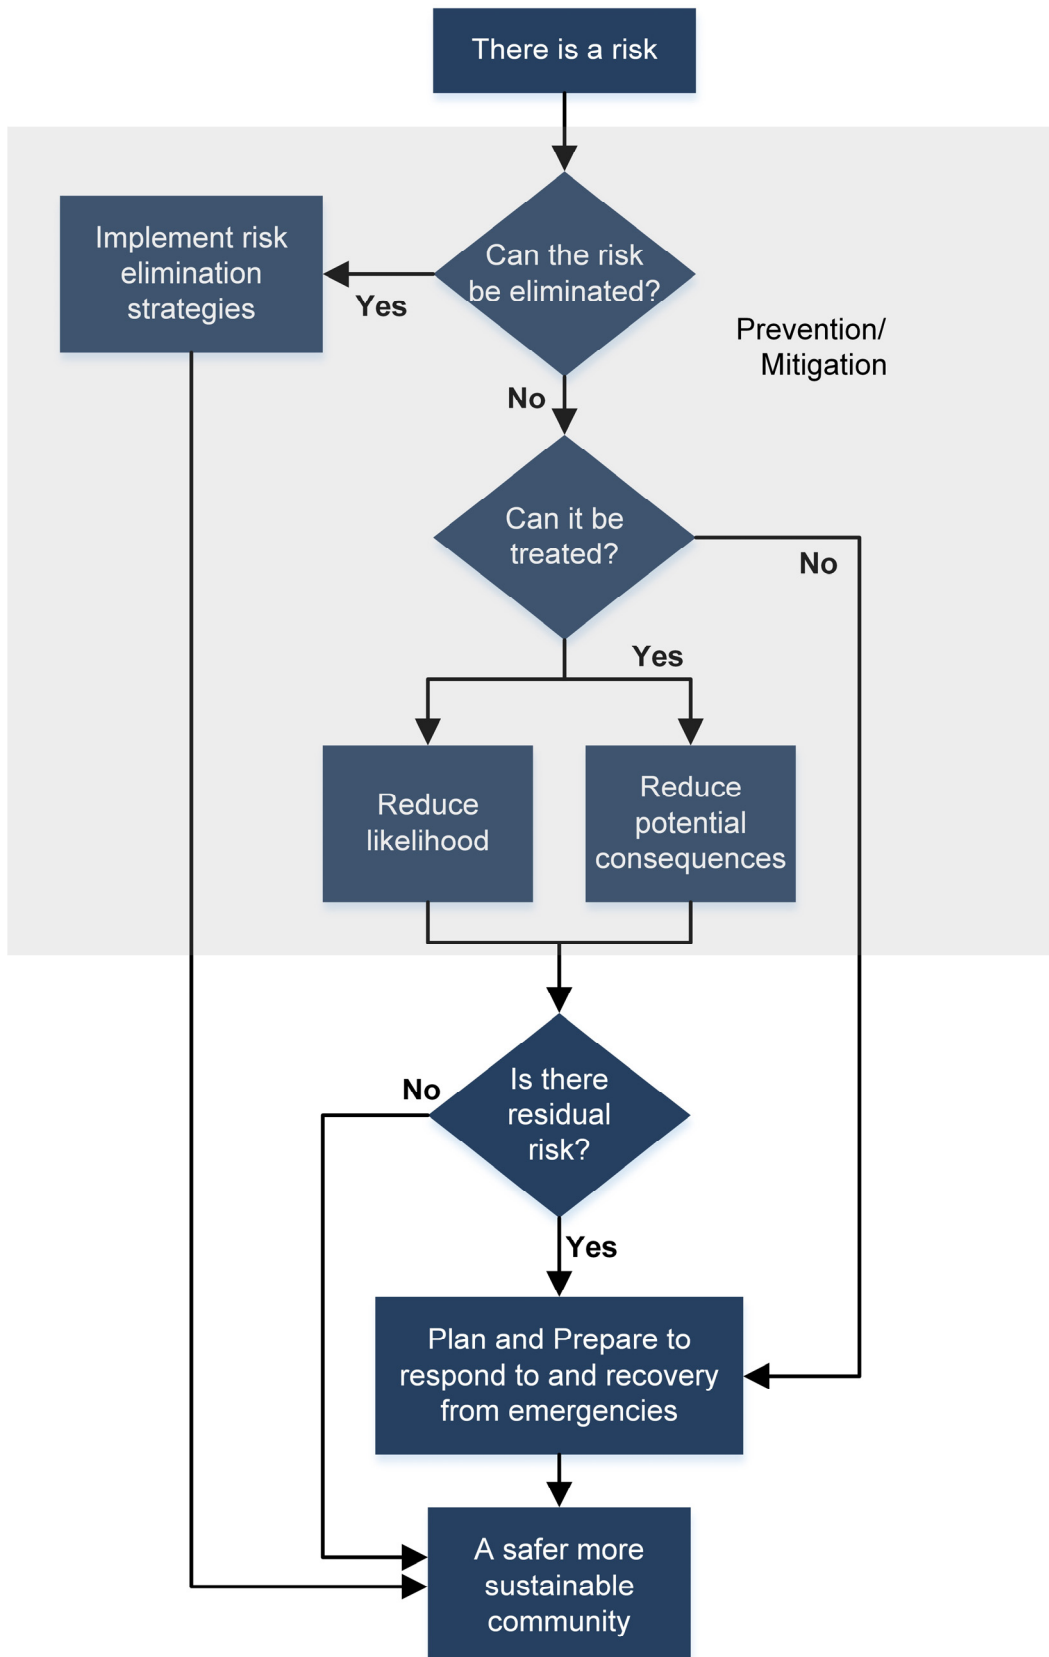 There is a risk
Implement risk
elimination
strategies
Can the risk
be eliminated?
Yes
Prevention/
Mitigation
No
Can it be
treated?
No
Yes
Reduce
likelihood
Reduce
potential
consequences
Is there
residual
risk?
No
Yes
Plan and Prepare to
respond to and recovery
from emergencies
A safer more
sustainable
community